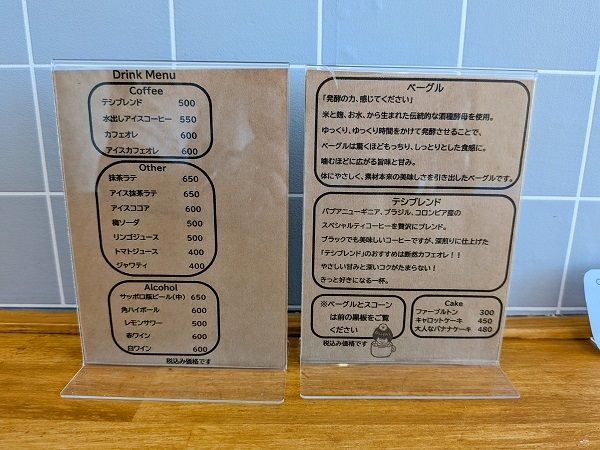 Drink Menu
Coffee
テシブレンド 500
水出しアイスコーヒー 550
カフェオレ 600
アイスカフェオレ 600
Other
抹茶ラテ 650
アイス抹茶ラテ 650
アイスココア 600
梅ソーダ 500
リンゴジュース 500
トマトジュース 400
ジャワティ 400
Alcohol
サッポロ瓶ビール(中) 650
角ハイボール 600
レモンサワー 500
赤ワイン 600
白ワイン 600
税込み価格です
ベーグル
「発酵の力、感じてください」
米と麹、お水、から生まれた伝統的な酒種酵母を使用。
ゆっくり、ゆっくり時間をかけて発酵させることで、
ベーグルは驚くほどもっちり、しっとりとした食感に。
噛むほどに広がる旨味と甘み。
体にやさしく、素材本来の美味しさを引き出したベーグルです。
テシブレンド
パプアニューギニア、ブラジル、コロンビア産の
スペシャルティコーヒーを贅沢にブレンド。
ブラックでも美味しいコーヒーですが、深煎りに仕上げた
「テシブレンド」のおすすめは断然カフェオレ！！
やさしい甘みと深いコクがたまらない！
きっと好きになる一杯。
※ベーグルとスコーン
は前の黒板をご覧
ください
税込み価格です
Cake
ファーブルトン 300
キャロットケーキ 450
大人なバナナケーキ 480